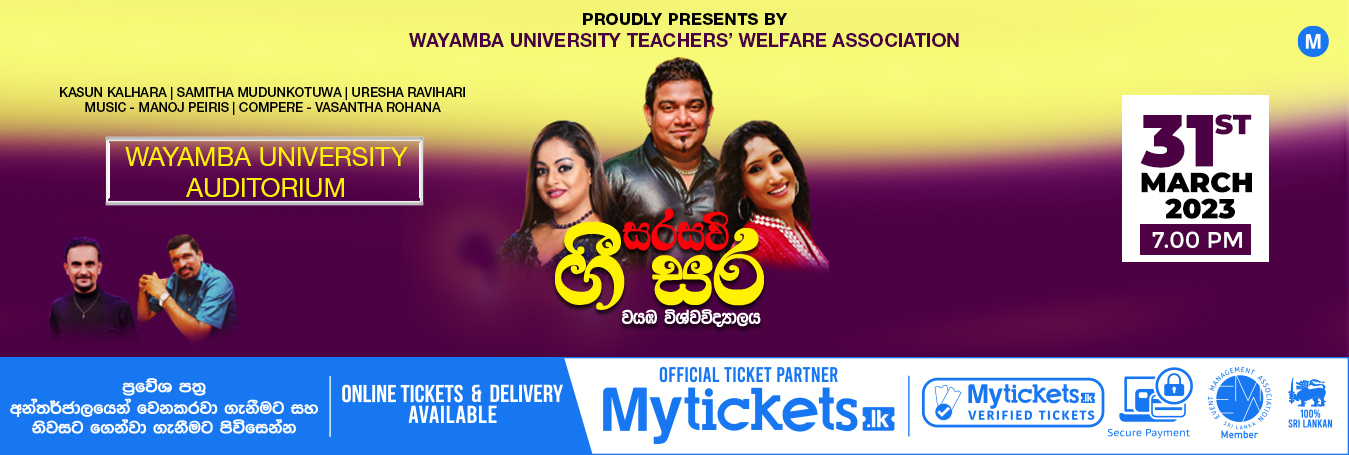 PROUDLY PRESENTS BY
WAYAMBA UNIVERSITY TEACHERS' WELFARE ASSOCIATION
M
KASUN KALHARA | SAMITHA MUDUNKOTUWA | URESHA RAVIHARI
MUSIC - MANOJ PEIRIS | COMPERE - VASANTHA ROHANA
WAYAMBA UNIVERSITY
AUDITORIUM
31ST
MARCH
2023
7.00 PM
සරසවි
ගී සර
වයඹ විශ්වවිද්‍යාලය
ප්‍රවේශ පත්‍ර
අන්තර්ජාලයෙන් වෙනකරවා ගැනීමට සහ
නිවසට ගෙන්වා ගැනීමට පිවිසෙන්න
ONLINE TICKETS & DELIVERY
AVAILABLE
OFFICIAL TICKET PARTNER
Mytickets.lk
Mytickets.lk
VERIFIED TICKETS
Secure Payment
EVENT MANAGEMENT ASSOCIATION
SRI LANKA
Member
100%
SRI LANKAN